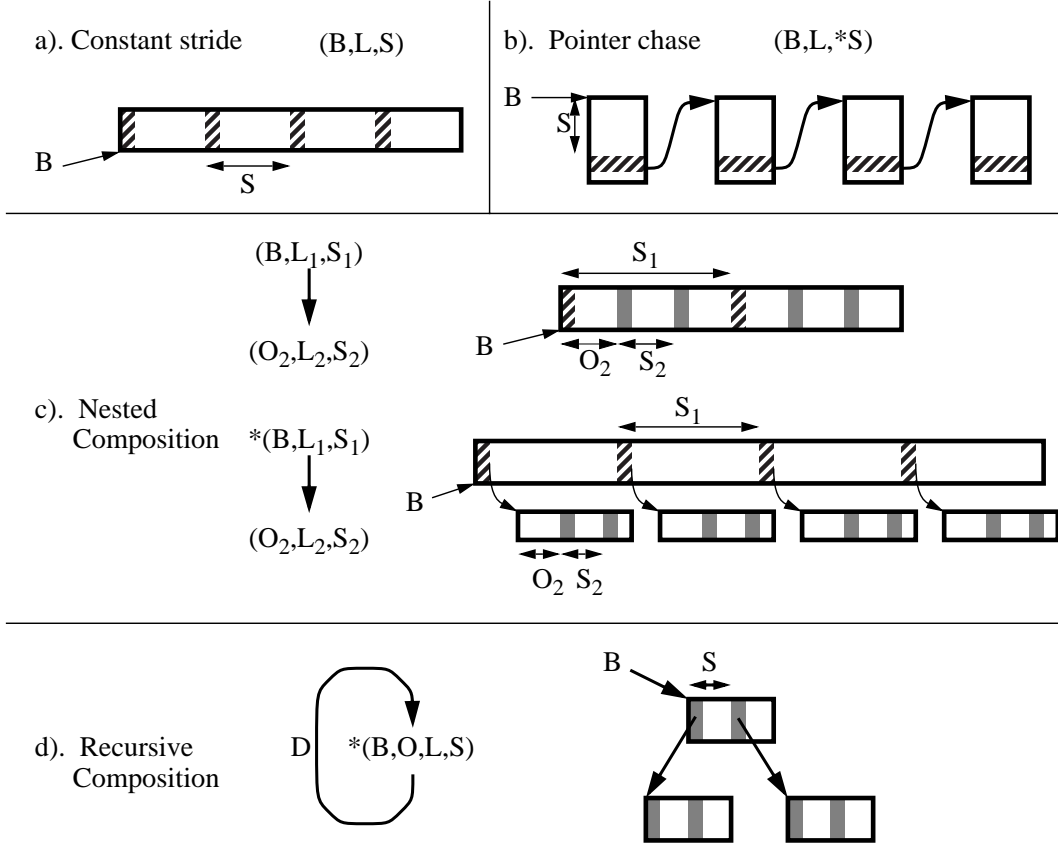 a). Constant stride (B,L,S)
B
S
b). Pointer chase (B,L,*S)
B
S
(B,L₁,S₁)
(O₂,L₂,S₂)
S₁
B
O₂ S₂
c). Nested
Composition
*(B,L₁,S₁)
(O₂,L₂,S₂)
S₁
B
O₂ S₂
d). Recursive
Composition
D *(B,O,L,S)
B S